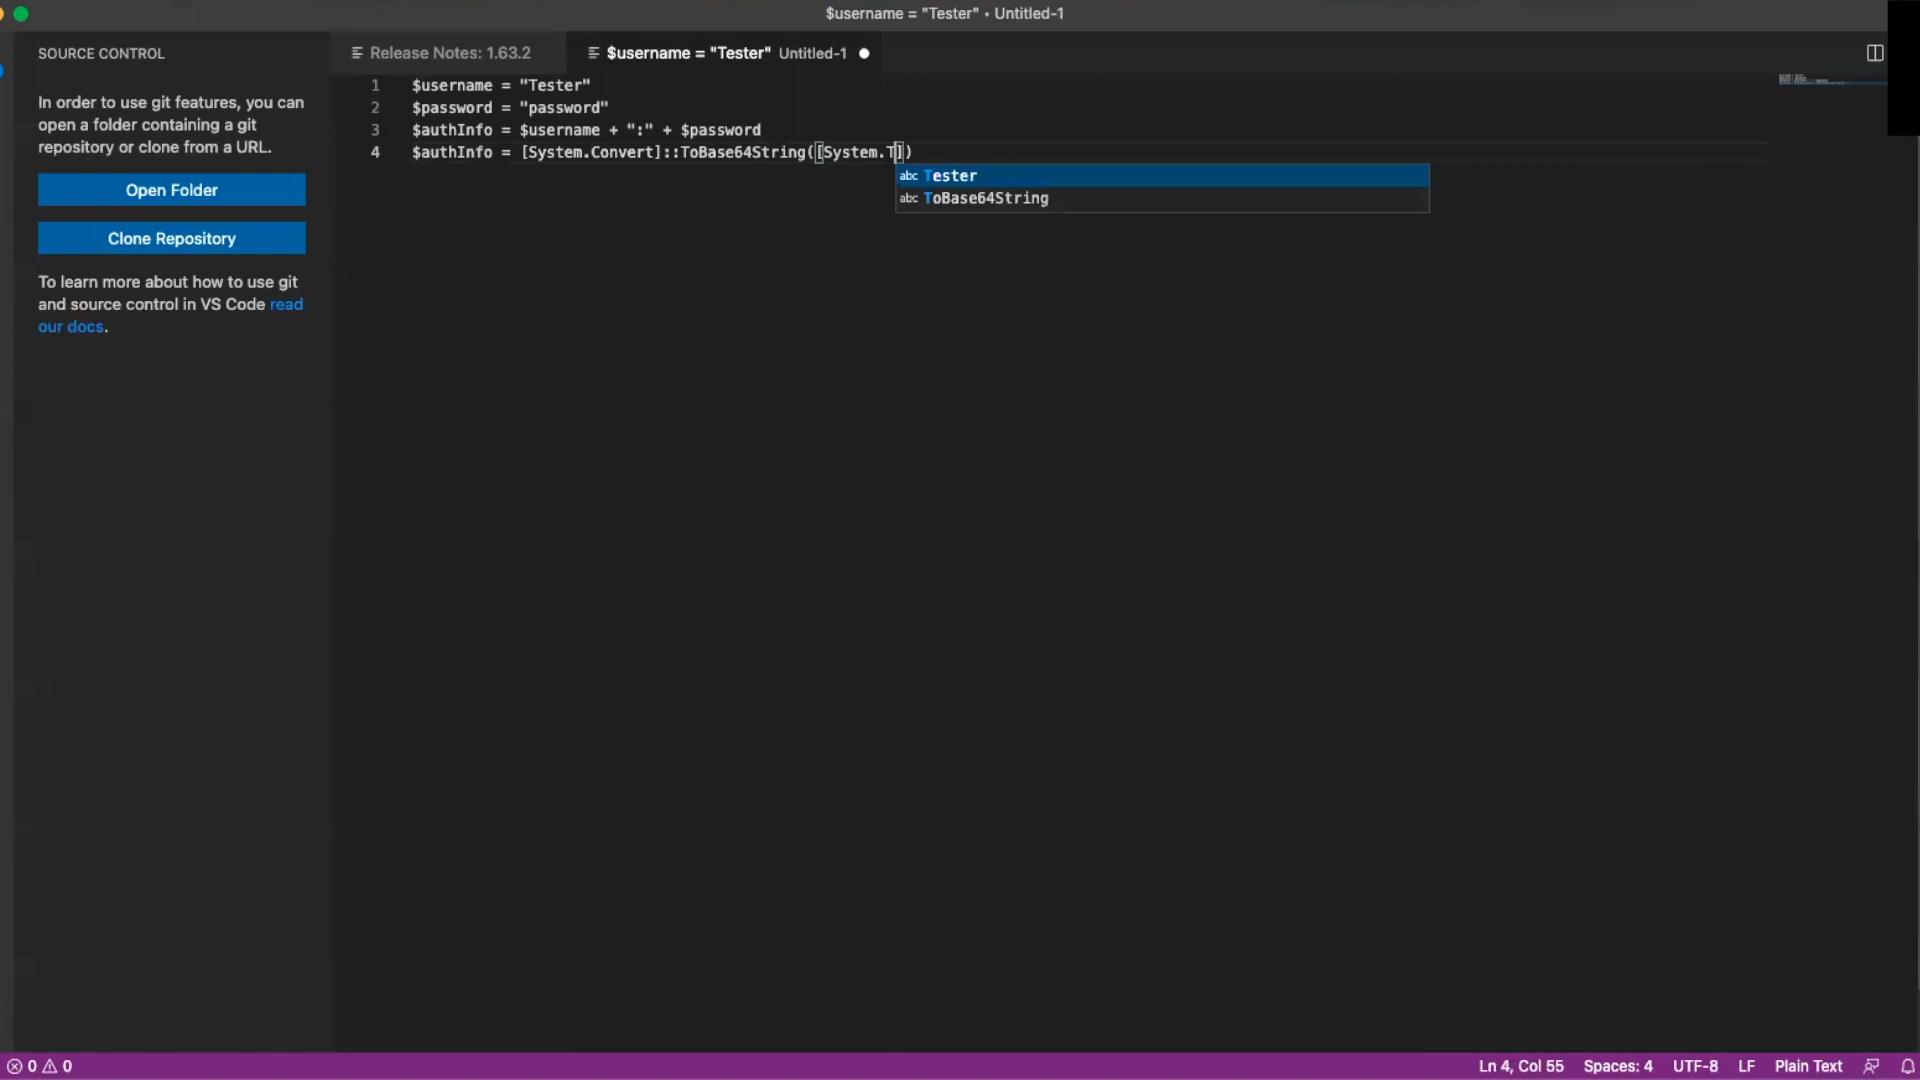 $username = "Tester" • Untitled-1
SOURCE CONTROL
In order to use git features, you can
open a folder containing a git
repository or clone from a URL.
Open Folder
Clone Repository
To learn more about how to use git
and source control in VS Code read
our docs.
Release Notes: 1.63.2
$username = "Tester" Untitled-1
1 $username = "Tester"
2 $password = "password"
3 $authInfo = $username + ":" + $password
4 $authInfo = [System.Convert]::ToBase64String([System.T])
abc Tester
abc ToBase64String
0 0
Ln 4, Col 55 Spaces: 4 UTF-8 LF Plain Text